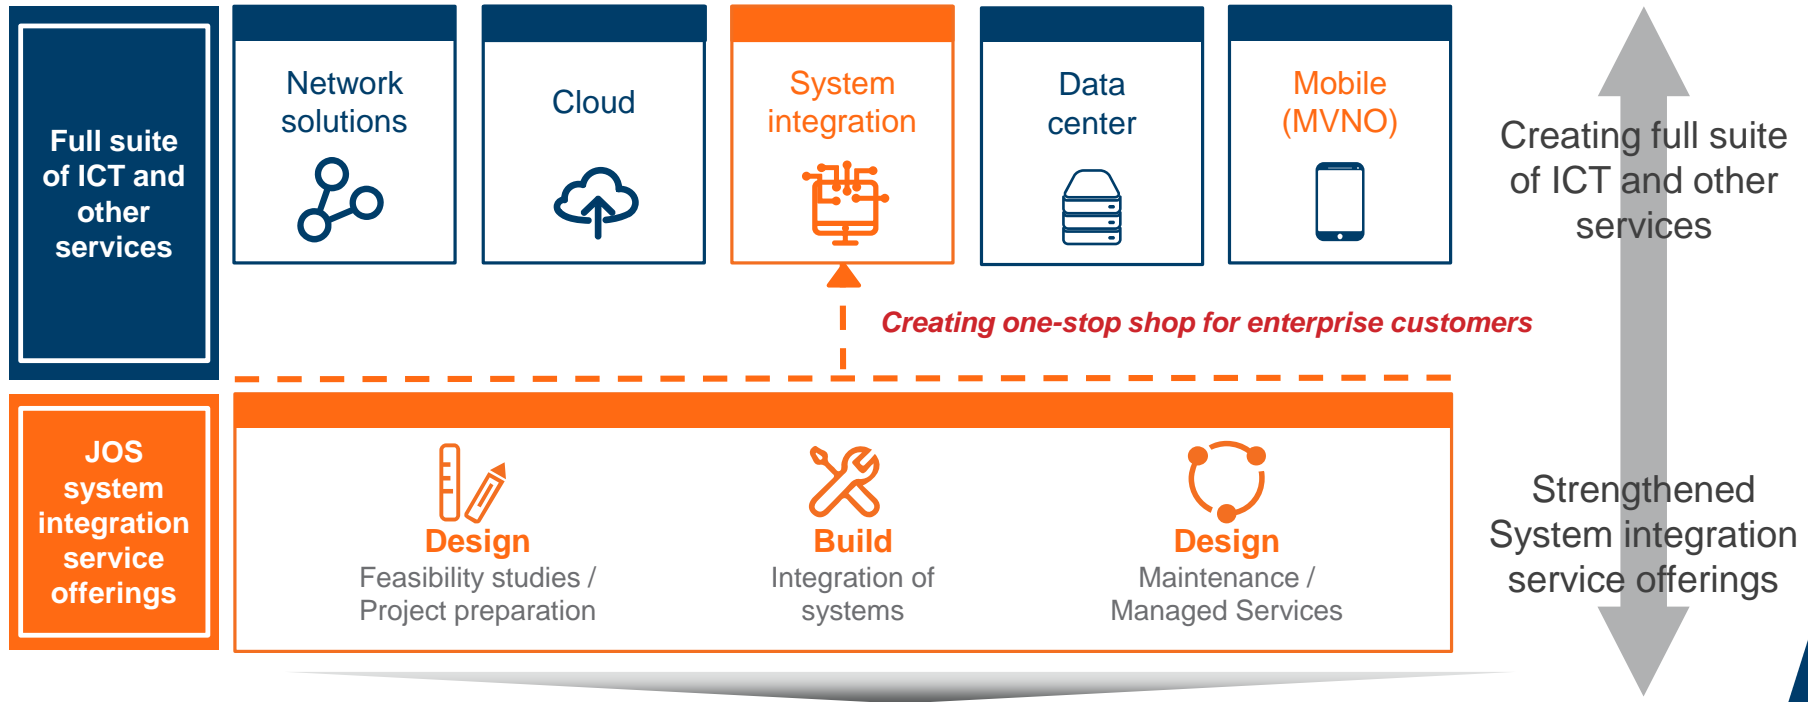 Full suite
of ICT and
other
services
Network
solutions
Cloud
System
integration
Data
center
Mobile
(MVNO)
Creating full suite
of ICT and other
services
Creating one-stop shop for enterprise customers
JOS
system
integration
service
offerings
Design
Feasibility studies /
Project preparation
Build
Integration of
systems
Design
Maintenance /
Managed Services
Strengthened
System integration
service offerings